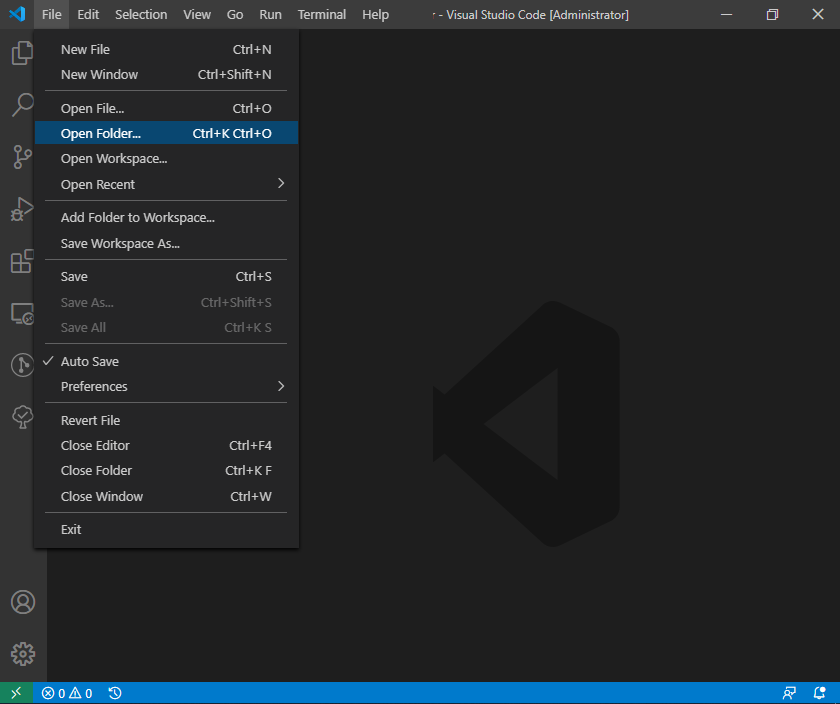 File Edit Selection View Go Run Terminal Help - Visual Studio Code [Administrator]
New File Ctrl+N
New Window Ctrl+Shift+N
Open File... Ctrl+O
Open Folder... Ctrl+K Ctrl+O
Open Workspace...
Open Recent
Add Folder to Workspace...
Save Workspace As...
Save Ctrl+S
Save As... Ctrl+Shift+S
Save All Ctrl+K S
Auto Save
Preferences
Revert File
Close Editor Ctrl+F4
Close Folder Ctrl+K F
Close Window Ctrl+W
Exit
0 0